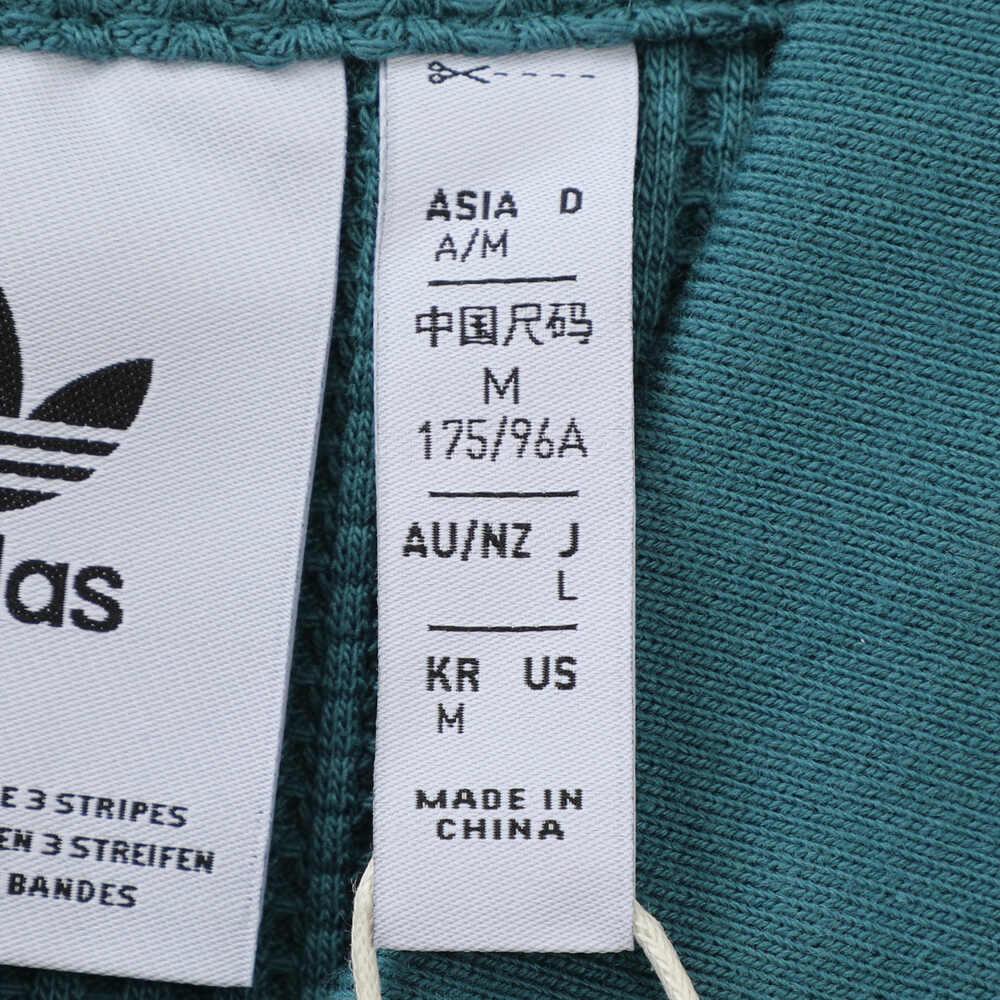 das
E 3 STRIPES
EN 3 STREIFEN
BANDES
ASIA D
A/M
中国尺码
M
175/96A
AU/NZ J
L
KR US
M
MADE IN
CHINA